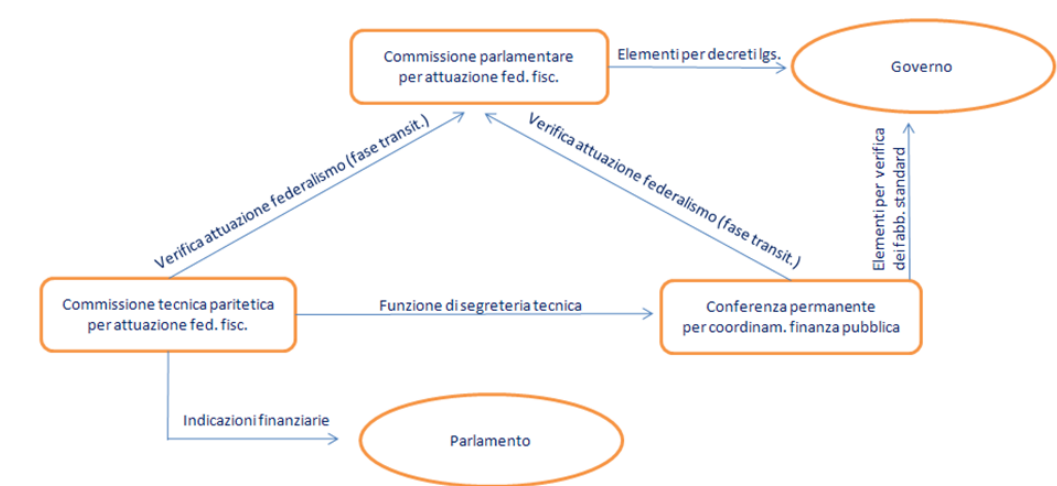 Commissione parlamentare
per attuazione fed. fisc.
Elementi per decreti lgs.
Governo
Verifica attuazione federalismo (fase transit.)
Verifica attuazione federalismo (fase transit.)
Elementi per verifica
dei fabb. standard
Commissione tecnica paritetica
per attuazione fed. fisc.
Funzione di segreteria tecnica
Conferenza permanente
per coordinam. finanza pubblica
Indicazioni finanziarie
Parlamento